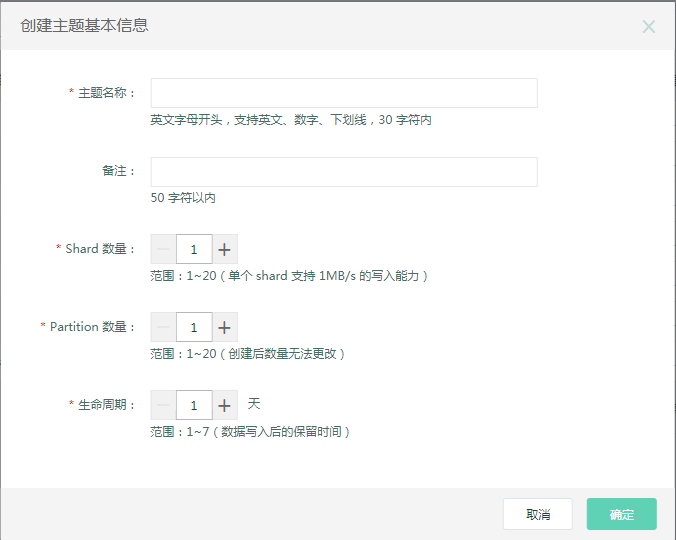 创建主题基本信息
* 主题名称：
英文字母开头，支持英文、数字、下划线，30 字符内
备注：
50 字符以内
* Shard 数量：
1
范围：1~20（单个 shard 支持 1MB/s 的写入能力）
* Partition 数量：
1
范围：1~20（创建后数量无法更改）
* 生命周期：
1 天
范围：1~7（数据写入后的保留时间）
取消 确定